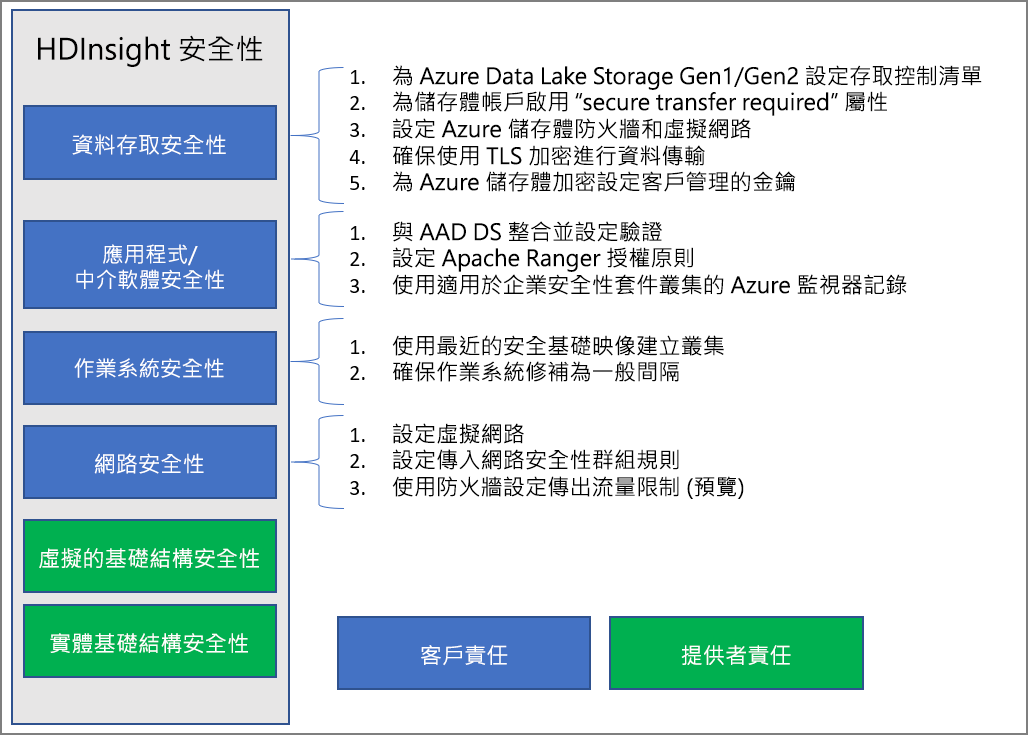 HDInsight 安全性
資料存取安全性
1. 為 Azure Data Lake Storage Gen1/Gen2 設定存取控制清單
2. 為儲存體帳戶啟用 “secure transfer required” 屬性
3. 設定 Azure 儲存體防火牆和虛擬網路
4. 確保使用 TLS 加密進行資料傳輸
5. 為 Azure 儲存體加密設定客戶管理的金鑰
應用程式/
中介軟體安全性
1. 與 AAD DS 整合並設定驗證
2. 設定 Apache Ranger 授權原則
3. 使用適用於企業安全性套件叢集的 Azure 監視器記錄
作業系統安全性
1. 使用最近的安全基礎映像建立叢集
2. 確保作業系統修補為一般間隔
網路安全性
1. 設定虛擬網路
2. 設定傳入網路安全性群組規則
3. 使用防火牆設定傳出流量限制 (預覽)
虛擬的基礎結構安全性
實體基礎結構安全性
客戶責任
提供者責任